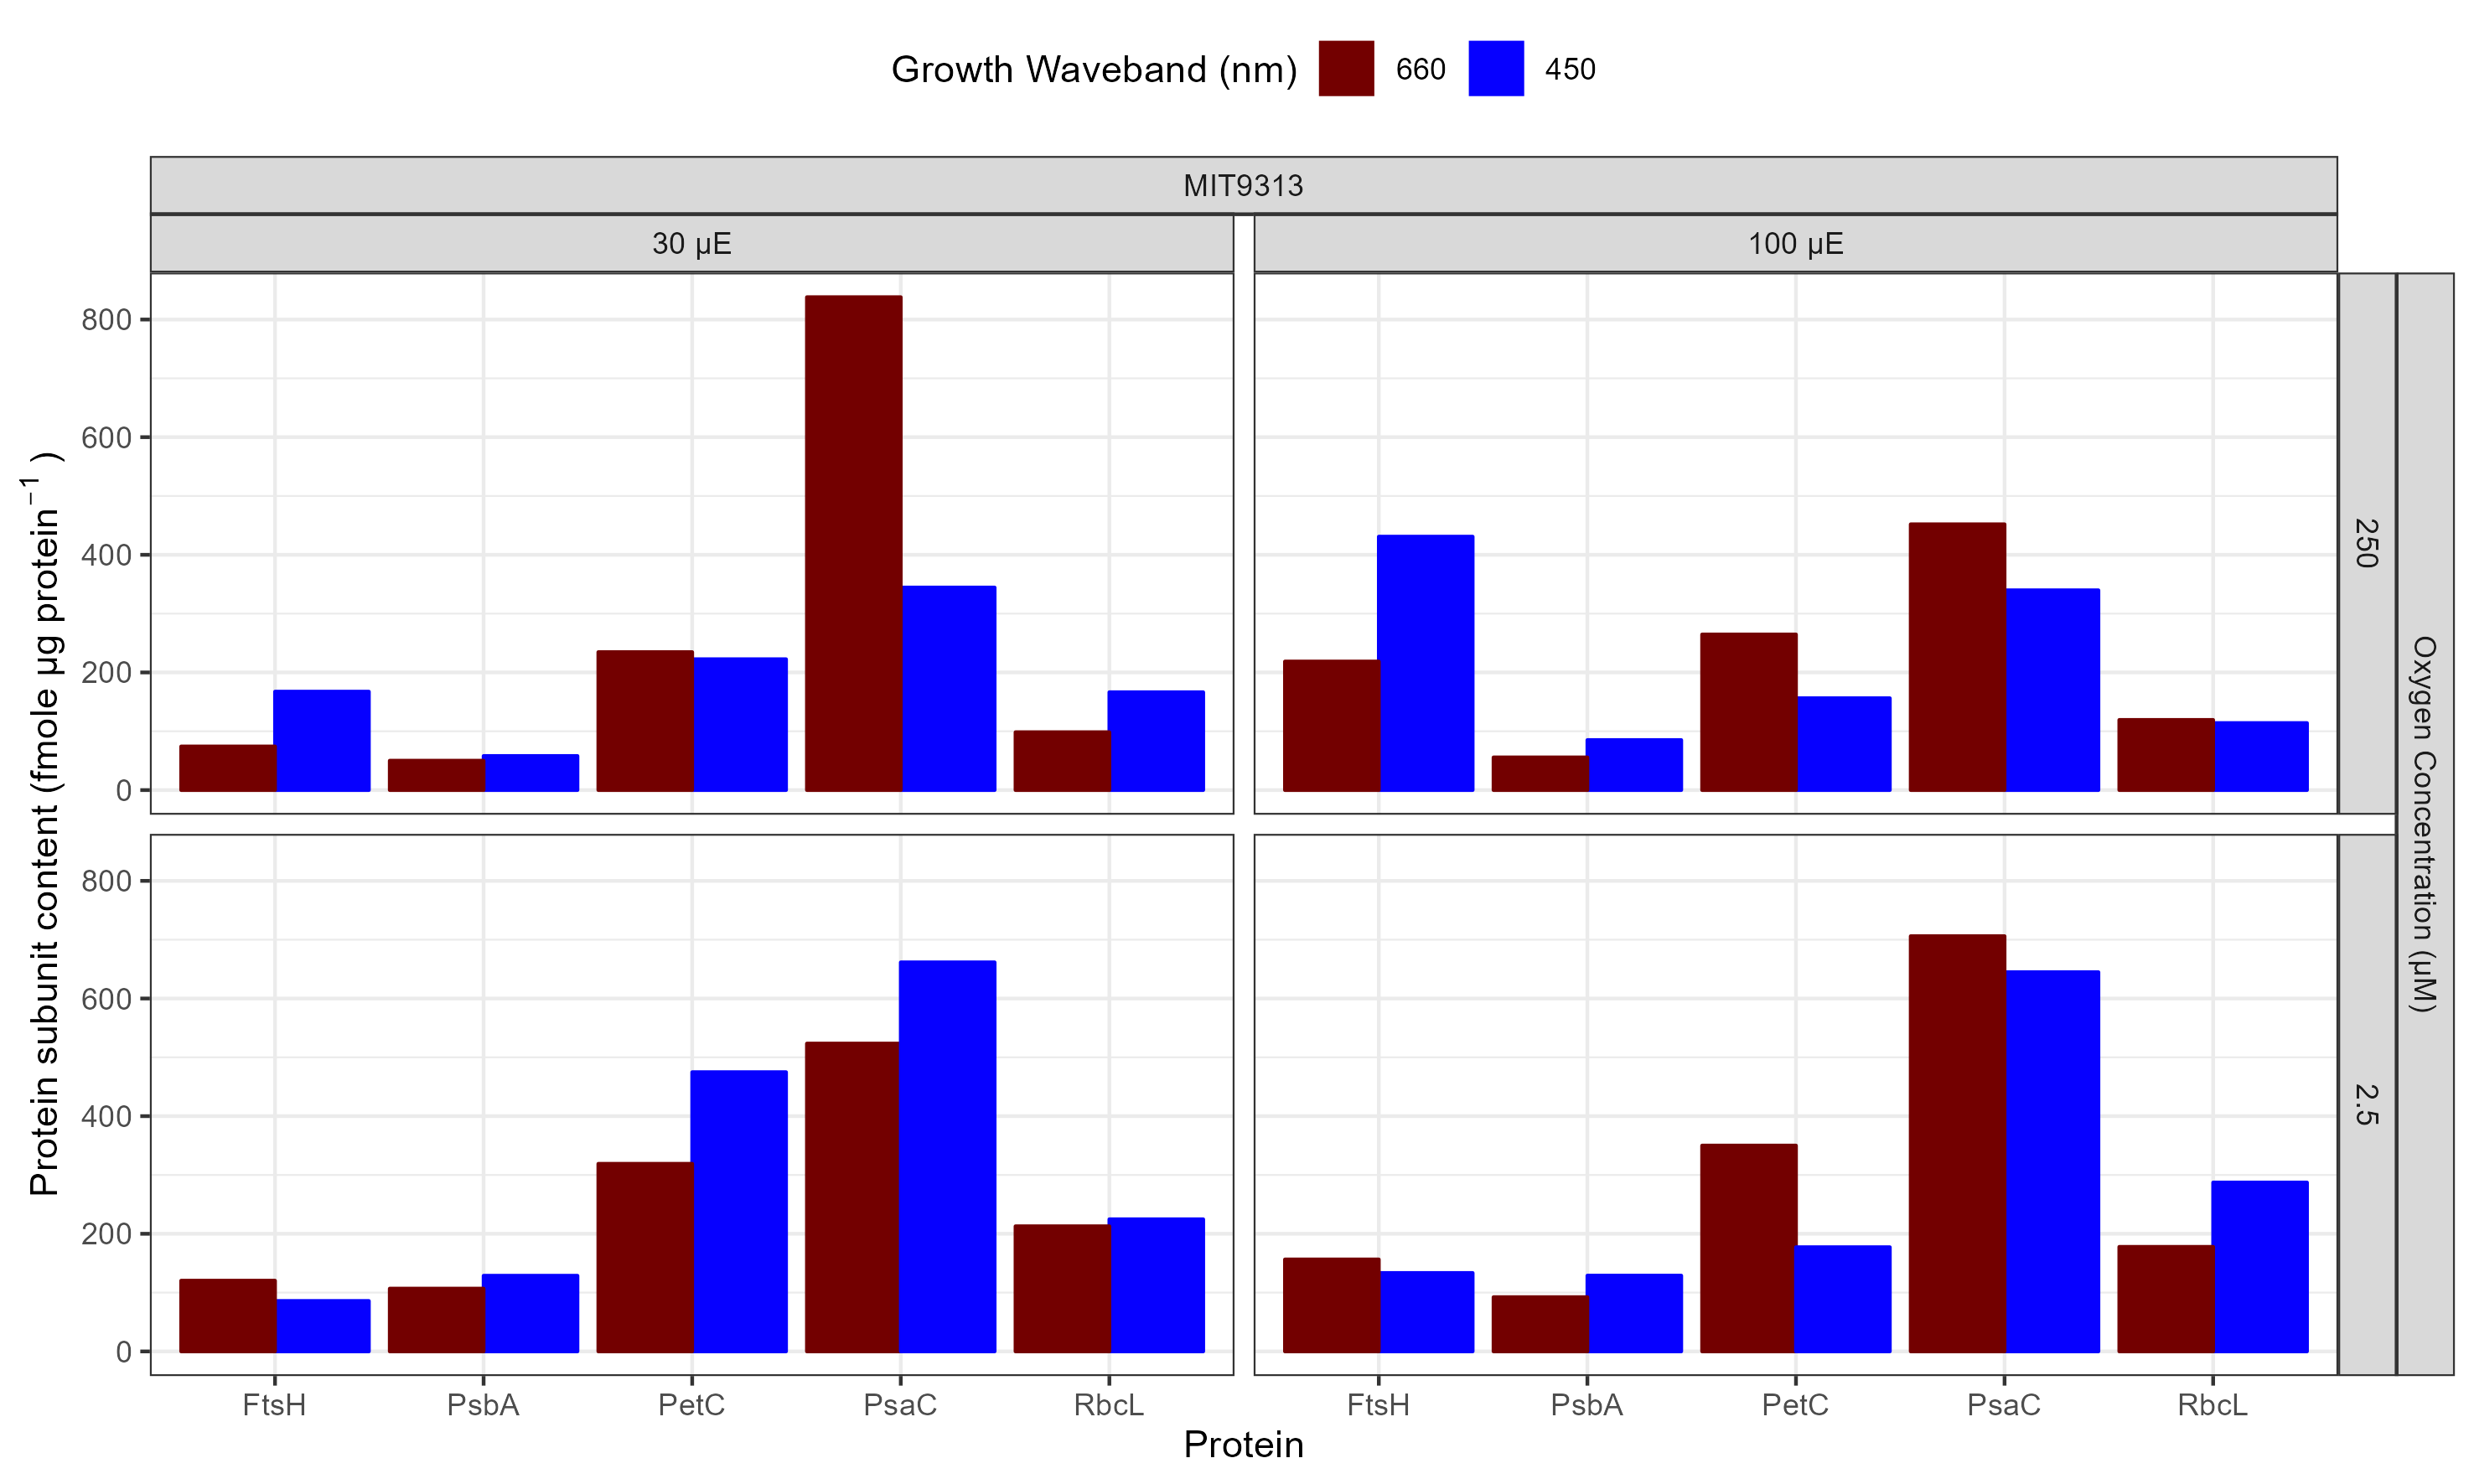 Growth Waveband (nm) 660 450
MIT9313
30 µE 100 µE
800
600
400
200
0
250
800
600
400
200
0
2.5
Oxygen Concentration (µM)
Protein subunit content (fmole µg protein⁻¹ )
FtsH PsbA PetC PsaC RbcL FtsH PsbA PetC PsaC RbcL
Protein